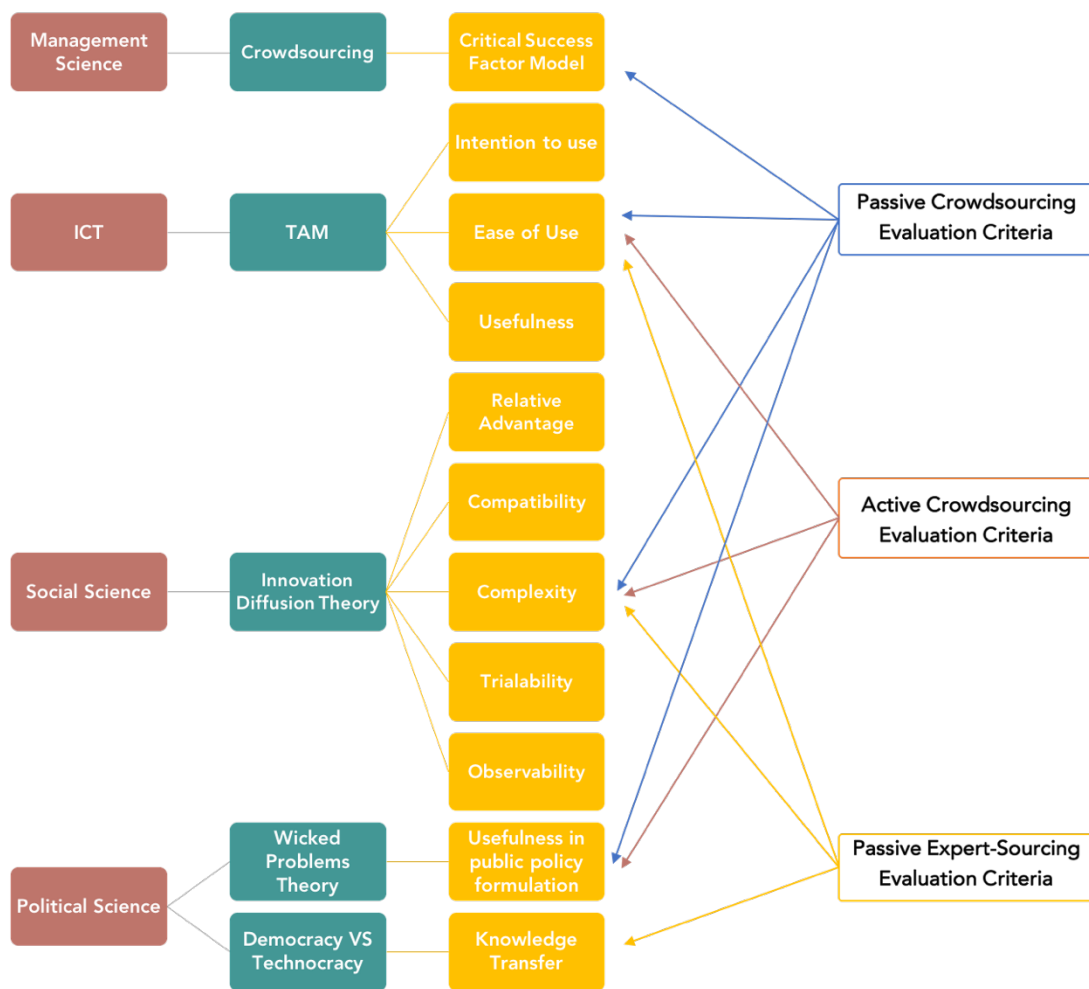 Management
Science
Crowdsourcing
Critical Success
Factor Model
Intention to use
ICT
TAM
Ease of Use
Usefulness
Passive Crowdsourcing
Evaluation Criteria
Relative
Advantage
Compatibility
Social Science
Innovation
Diffusion Theory
Complexity
Trialability
Observability
Active Crowdsourcing
Evaluation Criteria
Political Science
Wicked
Problems
Theory
Usefulness in
public policy
formulation
Democracy VS
Technocracy
Knowledge
Transfer
Passive Expert-Sourcing
Evaluation Criteria